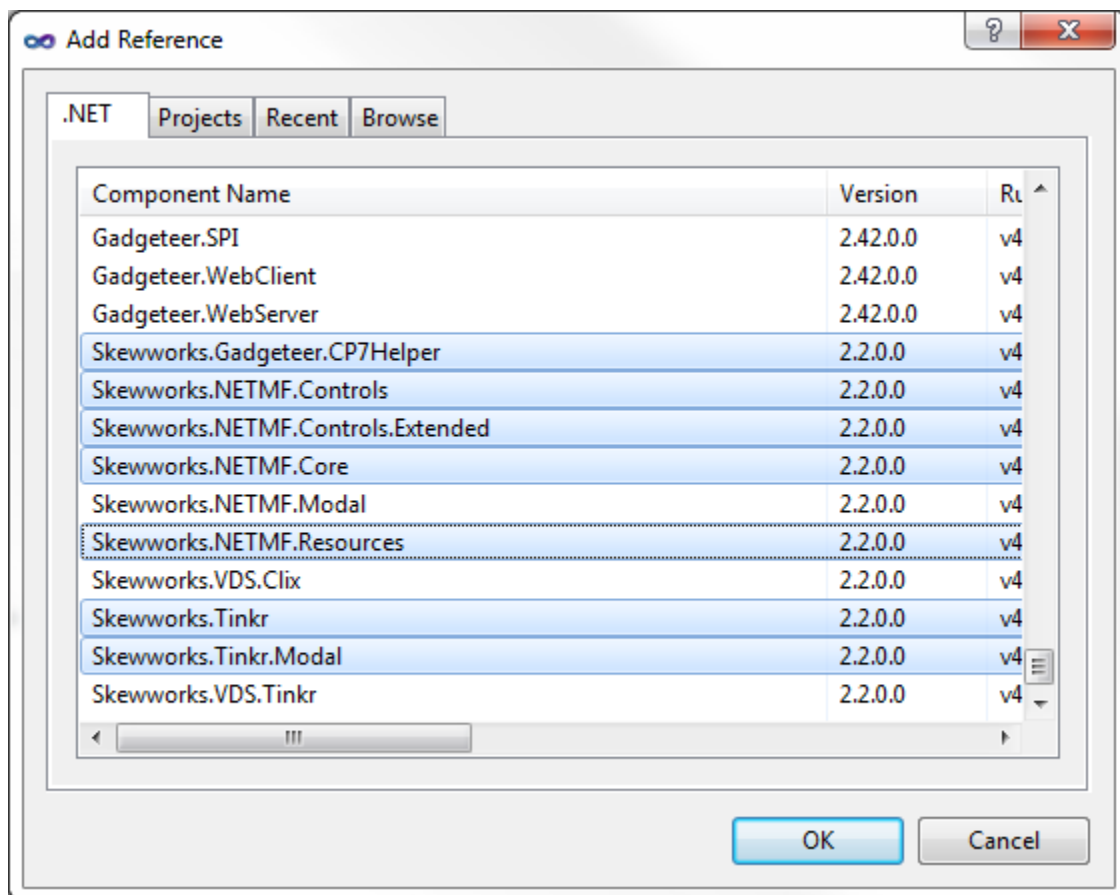 Add Reference
.NET Projects Recent Browse
Component Name Version Ru
Gadgeteer.SPI 2.42.0.0 v4
Gadgeteer.WebClient 2.42.0.0 v4
Gadgeteer.WebServer 2.42.0.0 v4
Skewworks.Gadgeteer.CP7Helper 2.2.0.0 v4
Skewworks.NETMF.Controls 2.2.0.0 v4
Skewworks.NETMF.Controls.Extended 2.2.0.0 v4
Skewworks.NETMF.Core 2.2.0.0 v4
Skewworks.NETMF.Modal 2.2.0.0 v4
Skewworks.NETMF.Resources 2.2.0.0 v4
Skewworks.VDS.Clix 2.2.0.0 v4
Skewworks.Tinkr 2.2.0.0 v4
Skewworks.Tinkr.Modal 2.2.0.0 v4
Skewworks.VDS.Tinkr 2.2.0.0 v4
OK Cancel